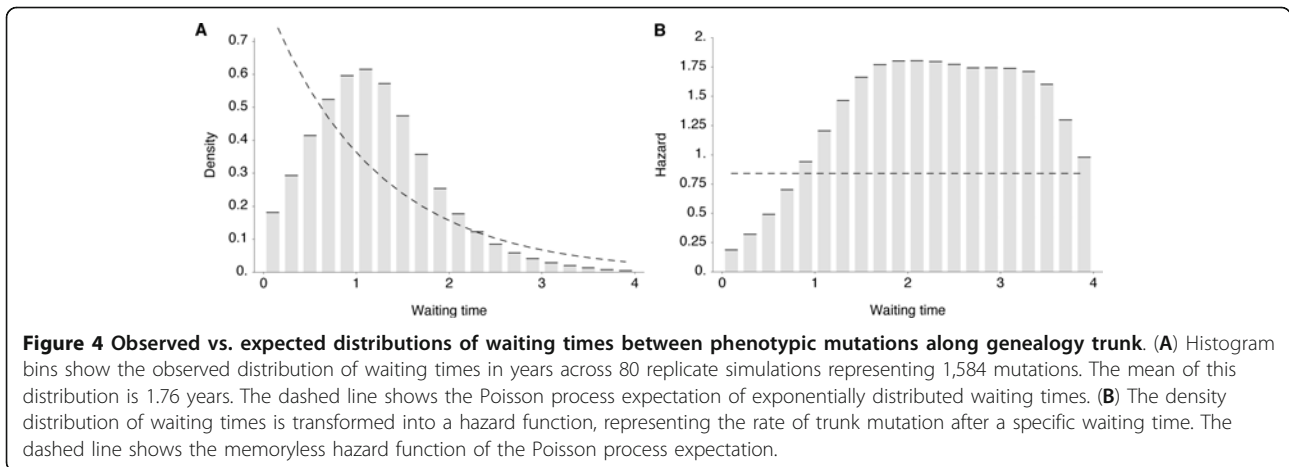 A
0.7
0.6
0.5
0.4
0.3
0.2
0.1
0.
Density
0 1 2 3 4
Waiting time
B
2.
1.75
1.5
1.25
1.
0.75
0.5
0.25
0.
Hazard
0 1 2 3 4
Waiting time
Figure 4 Observed vs. expected distributions of waiting times between phenotypic mutations along genealogy trunk. (A) Histogram
bins show the observed distribution of waiting times in years across 80 replicate simulations representing 1,584 mutations. The mean of this
distribution is 1.76 years. The dashed line shows the Poisson process expectation of exponentially distributed waiting times. (B) The density
distribution of waiting times is transformed into a hazard function, representing the rate of trunk mutation after a specific waiting time. The
dashed line shows the memoryless hazard function of the Poisson process expectation.